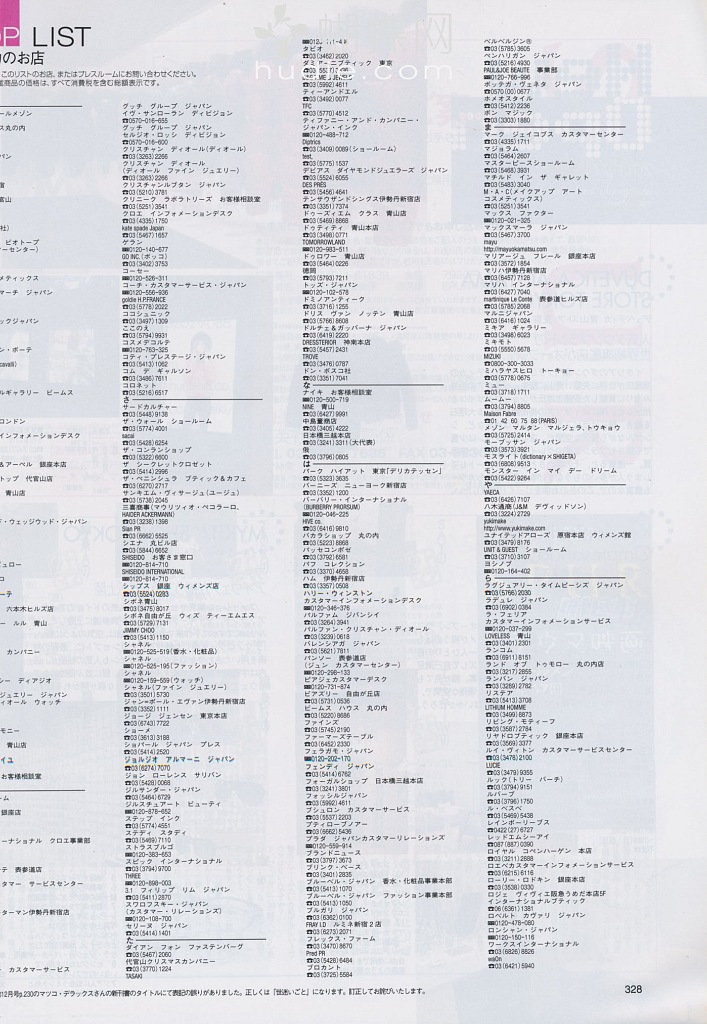 LIST
のお店
このリストのお店、またはプレスルームにお問い合わせください。
商品の価格は、すべて消費税を含む総額表示です。
ールメゾン
ス丸の内
ビオトープ
メティックス
マーチ ジャパン
ックジャパン
ン・ボーテ
ルギャラリー ビームス
ロンドン
インフォメーションデスク
＆アーペル 銀座本店
トップ 代官山店
青山店
ド・ウェッジウッド・ジャパン
六本木ヒルズ店
ー ルル 青山
カンパニー
ー ディアジオ
ジュエリー ジャパン
オール ウォッチ
モニー
青山店
お客様相談室
ーナショナル クロエ事業部
テ 表参道店
タマー サービスセンター
ターマン伊勢丹新宿店
カスタマーサービス
グッチ グループ ジャパン
イヴ・サンローラン ディビジョン
☎0570-016-655
グッチ グループ ジャパン
セルジオ・ロッシ ディビジョン
☎0570-016-600
クリスチャン ディオール(ディオール)
☎03(3263)2266
クリスチャン ディオール
(ディオール ファイン ジュエリー)
☎03(3263)2266
クリスチャンルブタン ジャパン
☎03(5210)3781
クリニーク ラボラトリーズ お客様相談室
☎03(5251)3541
クロエ インフォメーションデスク
☎03(4335)1750
kate spade Japan
☎03(5467)1657
ゲラン
0120-140-677
GO INC.(ボッコ)
☎03(3402)3753
コーセー
0120-526-311
コーチ・カスタマーサービス・ジャパン
0120-556-936
goldie H.P.FRANCE
☎03(5778)2022
ココシュニック
☎03(3497)1309
ここのえ
☎03(5794)9931
コスメデコルテ
0120-763-325
コティ・プレステージ・ジャパン
☎03(5413)1062
コム デ ギャルソン
☎03(3486)7611
コロネット
☎03(5216)6517
さ
サードカルチャー
☎03(5448)9138
ザ・ウォール ショールーム
☎03(5774)4001
sacai
☎03(5428)6254
ザ・コンランショップ
☎03(5322)6600
ザ シークレットクロゼット
☎03(5414)2996
ザ・ペニンシュラ ブティック＆カフェ
☎03(6270)2717
サンキエム・ヴィサージュ(ユージュ)
☎03(5738)2045
三喜商事(マウリツィオ・ペコラーロ、
HAIDER ACKERMANN)
☎03(3238)1398
Sian PR
☎03(6662)5525
シエナ 丸ビル店
☎03(5844)6652
SHISEIDO お客さま窓口
0120-814-710
SHISEIDO INTERNATIONAL
0120-814-710
シップス 銀座 ウィメンズ店
☎03(5524)0283
シボネ青山
☎03(3475)8017
シボネ自由が丘 ウィズ ティーエムエス
☎03(5729)7131
JIMMY CHOO
☎03(5413)1150
シャネル
0120-525-519(香水・化粧品)
シャネル
0120-525-195(ファッション)
シャネル
0120-159-559(ウォッチ)
シャネル(ファイン ジュエリー)
☎03(3501)5730
ジャン=ポール・エヴァン伊勢丹新宿店
☎03(3352)1111
ジョージ ジェンセン 東京本店
☎03(6743)7722
ショーメ
☎03(3613)3188
ショパール ジャパン プレス
☎03(5414)2520
ジョルジオ アルマーニ ジャパン
☎03(6274)7070
ジョン ローレンス サリバン
☎03(5428)0068
ジルサンダー・ジャパン
☎03(5464)6729
ジルスチュアート ビューティ
0120-878-652
ステップ インク
☎03(5774)4551
ステディ スタディ
☎03(5469)7110
ストラスブルゴ
0120-383-653
スピック インターナショナル
☎03(3794)9700
THREE
0120-898-003
3.1 フィリップ リム ジャパン
☎03(5411)2870
スワロフスキー・ジャパン
(カスタマー・リレーションズ)
0120-108-700
セリーヌ ジャパン
☎03(5414)1401
た
ダイアン フォン ファステンバーグ
☎03(5467)2060
代官山クリスマスカンパニー
☎03(3770)1224
TASAKI
タビオ
☎03(3462)2020
ダミアーニブティック 東京
☎03(5992)4611
ティーアンドエル
☎03(3492)0077
TFC
☎03(5770)4512
ティファニー・アンド・カンパニー・
ジャパン・インク
0120-488-712
Diptrics
☎03(3409)0089(ショールーム)
test.
☎03(5775)1537
デビアス ダイヤモンドジュエラーズ ジャパン
☎03(5524)6055
DES PRÉS
☎03(5456)4641
テンサウザンドシングス伊勢丹新宿店
☎03(3351)7374
ドゥーズィエム クラス 青山店
☎03(5469)8868
ドゥティティ 青山本店
☎03(3498)0771
TOMORROWLAND
0120-983-511
ドゥロワー 青山店
☎03(5464)0226
徳岡
☎03(5793)7211
トッズ・ジャパン
0120-102-578
ドミノアンティーク
☎03(3716)1255
ドリス ヴァン ノッテン 青山店
☎03(5766)8608
ドルチェ＆ガッバーナ ジャパン
☎03(6419)2220
DRESSTERIOR 神南本店
☎03(5457)2431
TROVE
☎03(3476)0787
ドン・ボスコ社
☎03(3351)7041
な
ナイキ お客様相談室
0120-500-719
NINE 青山
☎03(6427)9991
中島董商店
☎03(3405)4222
日本橋三越本店
☎03(3241)3311(大代表)
俄
☎03(3796)0805
は
パーク ハイアット 東京「デリカテッセン」
☎03(5323)3635
バーニーズ ニューヨーク新宿店
☎03(3352)1200
バーバリー・インターナショナル
(BURBERRY PRORSUM)
0120-046-225
HIVE co.
☎03(6416)9810
バカラショップ 丸の内
☎03(5223)8868
パッセコンポゼ
☎03(3792)6581
パフ コレクション
☎03(3370)4658
ハム 伊勢丹新宿店
☎03(3357)0508
ハリー・ウィンストン
カスタマーインフォメーションデスク
0120-346-376
パルファム ジバンシイ
☎03(3264)3941
パルファン・クリスチャン・ディオール
☎03(3239)0618
バレンシアガ ジャパン
☎03(5621)7811
バンシー 表参道店
(ジュン カスタマーセンター)
0120-298-133
ピアジェカスタマーデスク
0120-731-874
ビアズリー 自由が丘店
☎03(5731)0536
ビームス ハウス 丸の内
☎03(5220)8686
ファインズ
☎03(5745)2190
ファーマーズテーブル
☎03(6452)2330
フェラガモ・ジャパン
0120-202-170
フェンディ ジャパン
☎03(5414)6762
フォーガルショップ 日本橋三越本店
☎03(3241)3801
フォッシルジャパン
☎03(5992)4611
ブシュロン カスタマーサービス
☎03(5537)2203
プティローブノアー
☎03(6662)5436
プラダ ジャパンカスタマーリレーションズ
0120-559-914
ブランドニュース
☎03(3797)3673
ブリンク・ベース
☎03(3401)2835
ブルーベル・ジャパン 香水・化粧品事業本部
☎03(5413)1070
ブルーベル・ジャパン ファッション事業本部
☎03(5413)1050
ブルガリ ジャパン
☎03(6362)0100
FRAY I.D ルミネ新宿2店
☎03(6273)2071
フレックス・ファーム
☎03(3470)8670
Pred PR
☎03(5428)6484
ブロカント
☎03(3725)5584
ベルベルジン®
☎03(5785)3605
ペンハリガン ジャパン
☎03(5216)4930
PAUL&JOE BEAUTE 事業部
0120-766-996
ボッテガ・ヴェネタ ジャパン
☎0570(00)0677
ホメオスタイル
☎03(5412)2236
ボン マジック
☎03(3303)1880
ま
マーク ジェイコブス カスタマーセンター
☎03(4335)1711
マジョラム
☎03(5464)2607
マスターピースショールーム
☎03(5468)3931
マチルド イン ザ ギャレット
☎03(5483)3040
M・A・C(メイクアップ アート
コスメティックス)
☎03(5251)3541
マックス ファクター
0120-021-325
マックスマーラ ジャパン
☎03(5467)3700
mayu
http://mayuokamatsu.com
マリアージュ フレール 銀座本店
☎03(3572)1854
マリハ伊勢丹新宿店
☎03(6457)7128
マリハ インターナショナル
☎03(6427)7040
martinique Le Conte 表参道ヒルズ店
☎03(5785)2068
マルニジャパン
☎03(6416)1024
ミキア ギャラリー
☎03(3498)6023
ミキモト
☎03(5550)5678
MIZUKI
☎0800-300-3033
ミハラヤスヒロ トーキョー
☎03(5778)0675
ミュー
☎03(3718)1711
ムームー
☎03(3794)8805
Maison Fabre
☎01 42 60 75 88(PARIS)
メゾン マルタン マルジェラ、トウキョウ
☎03(5725)2414
モーブッサン ジャパン
☎03(3573)3921
モスライト(dictionary×SHIGETA)
☎03(6808)9513
モンスター イン マイ デー ドリーム
☎03(5422)9264
や
YAECA
☎03(6426)7107
八木通商(J&M デヴィッドソン)
☎03(3224)2729
yukimake
http://www.yukimake.com
ユナイテッドアローズ 原宿本店 ウィメンズ館
☎03(3479)8176
UNIT & GUEST ショールーム
☎03(3710)3107
ヨシノブ
0120-164-402
ら
ラグジュアリー・タイムピーシズ ジャパン
☎03(5766)2030
ラデュレ ジャパン
☎03(6902)0384
ラ・フェリア
カスタマーインフォメーションサービス
0120-037-299
LOVELESS 青山
☎03(3401)2301
ランコム
☎03(6911)8151
ランド オブ トゥモロー 丸の内店
☎03(3217)2855
ランバン ジャパン
☎03(3289)2782
リステア
☎03(5413)3708
LITHIUM HOMME
☎03(3499)8873
リビング・モティーフ
☎03(3587)2784
リヤドロブティック 銀座本店
☎03(3569)3377
ルイ・ヴィトン カスタマーサービスセンター
☎03(3478)2100
LUCIE
☎03(3479)9355
ルック(トリー バーチ)
☎03(3794)9151
ルバーブ
☎03(3796)1750
ル・ベスベ
☎03(5469)5438
レインボーリーブス
☎0422(27)6727
レッドエムシーアイ
☎087(887)0390
ロイヤル コペンハーゲン 本店
☎03(3211)2888
ロエベカスタマーインフォメーションサービス
☎03(6215)6116
ローリー・ロドキン 銀座本店
☎03(3538)0330
ロジェ ヴィヴィエ阪急うめだ本店5F
インターナショナルブティック
☎06(6361)1381
ロベルト カヴァリ ジャパン
0120-478-080
ロンシャン・ジャパン
0120-150-116
ワークスインターナショナル
☎03(6826)8826
waOn
☎03(6421)5940
12月号p.230のマツコ・デラックスさんの新刊書のタイトルにて表記の誤りがありました。正しくは「世迷いごと」になります。訂正してお詫びいたします。
328